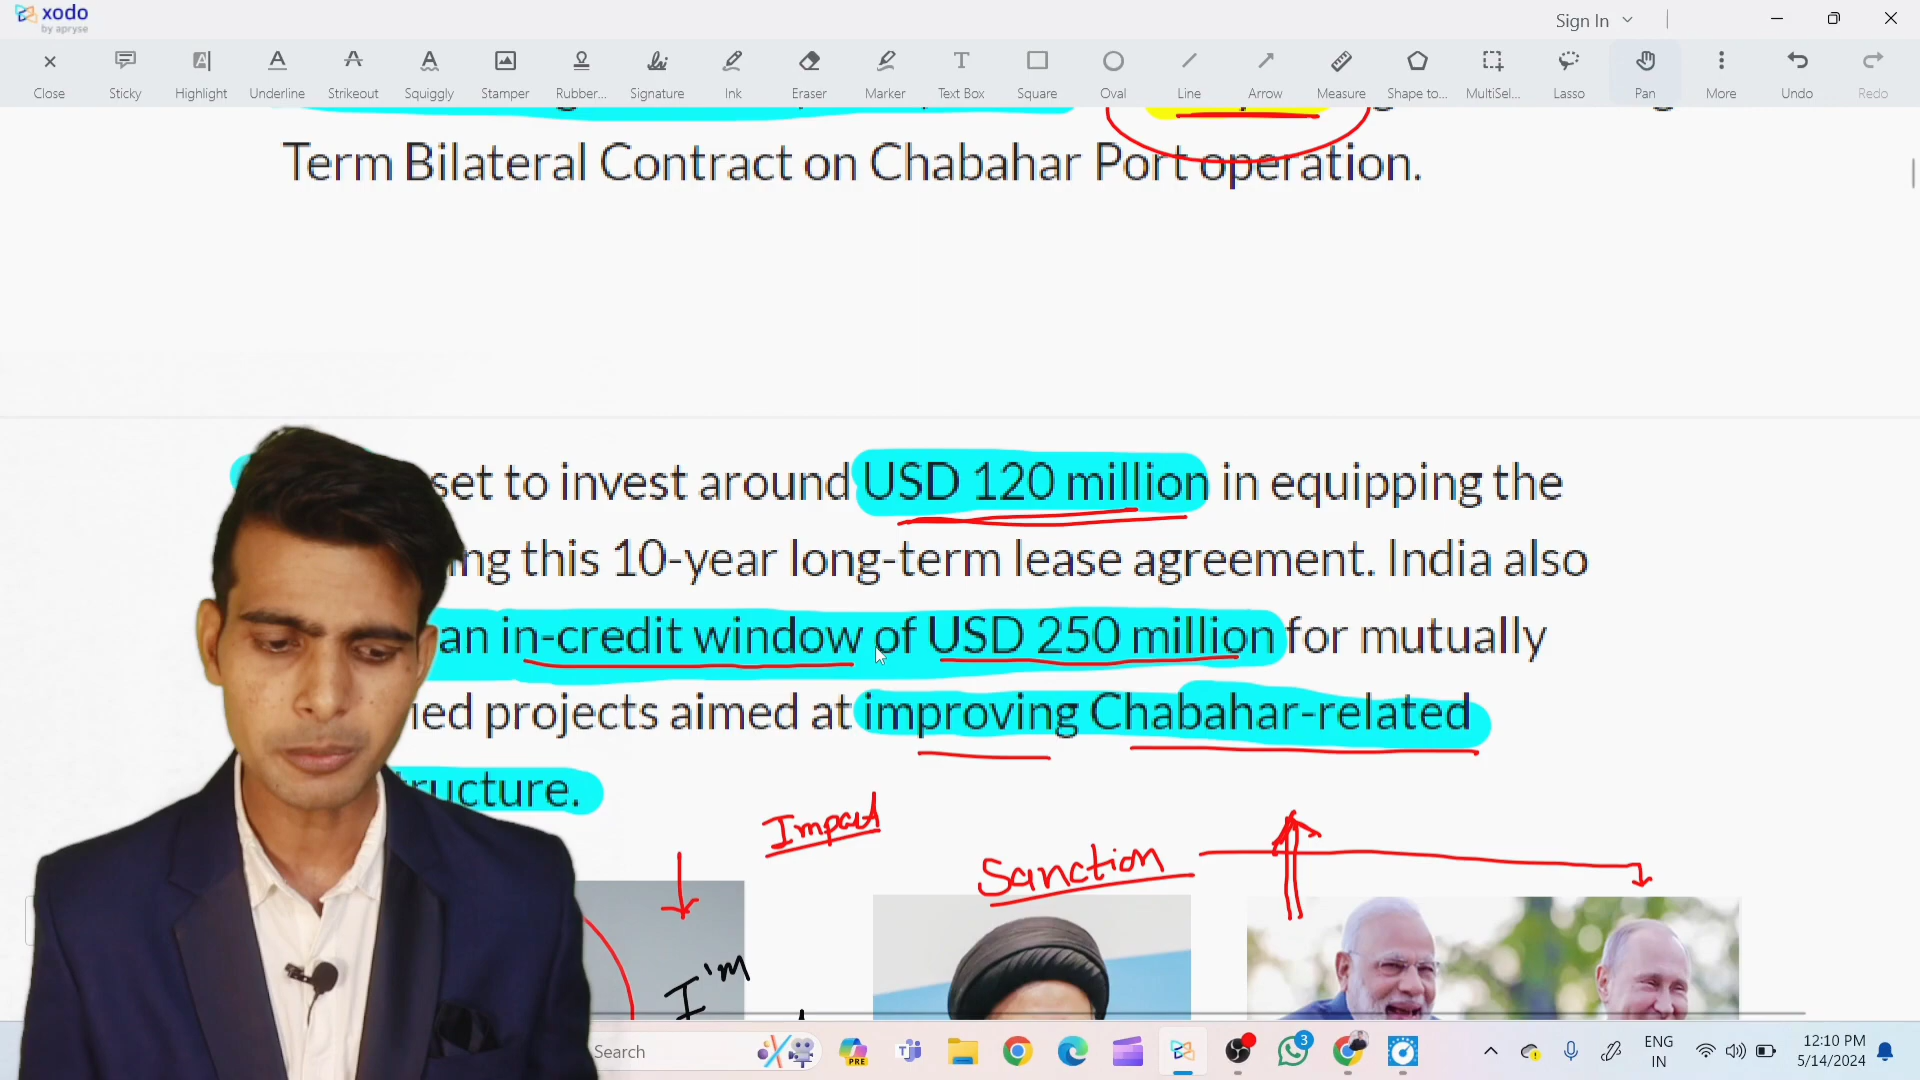 xodo
by apryse
Sign In
Close
Sticky
Highlight
Underline
Strikeout
Squiggly
Stamper
Rubber...
Signature
Ink
Eraser
Marker
Text Box
Square
Oval
Line
Arrow
Measure
Shape to...
MultiSel...
Lasso
Pan
More
Undo
Redo
Term Bilateral Contract on Chabahar Port operation.
set to invest around USD 120 million in equipping the
ng this 10-year long-term lease agreement. India also
an in-credit window of USD 250 million for mutually
ied projects aimed at improving Chabahar-related
ructure.
Impact
Sanction
I'm
Search
PRE
3
ENG
IN
12:10 PM
5/14/2024